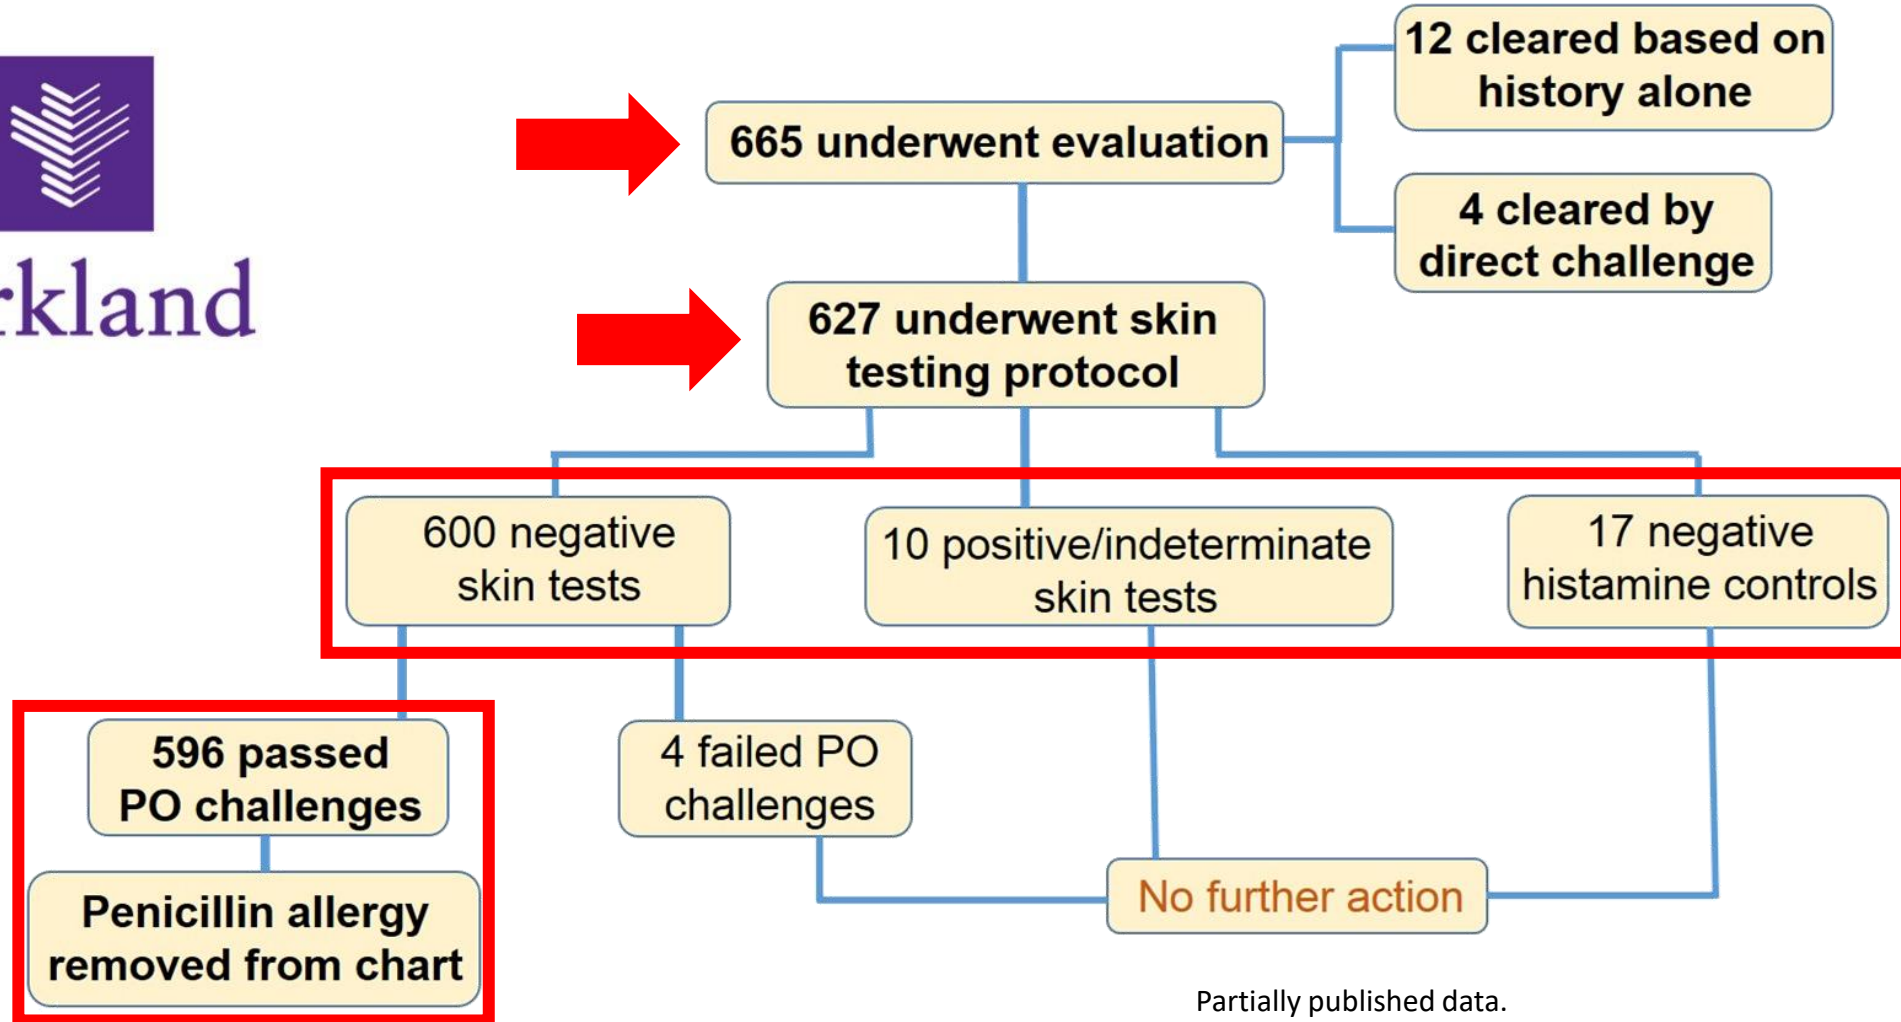 rkland
665 underwent evaluation
12 cleared based on
history alone
4 cleared by
direct challenge
627 underwent skin
testing protocol
600 negative
skin tests
10 positive/indeterminate
skin tests
17 negative
histamine controls
596 passed
PO challenges
4 failed PO
challenges
Penicillin allergy
removed from chart
No further action
Partially published data.